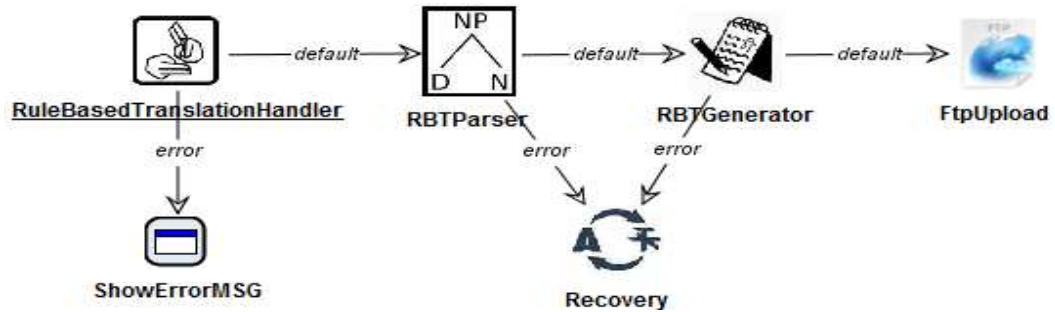 NP
D N
default
default
default
RuleBasedTranslationHandler
RBTParser
RBTGenerator
FtpUpload
error
error
error
ShowErrorMSG
Recovery